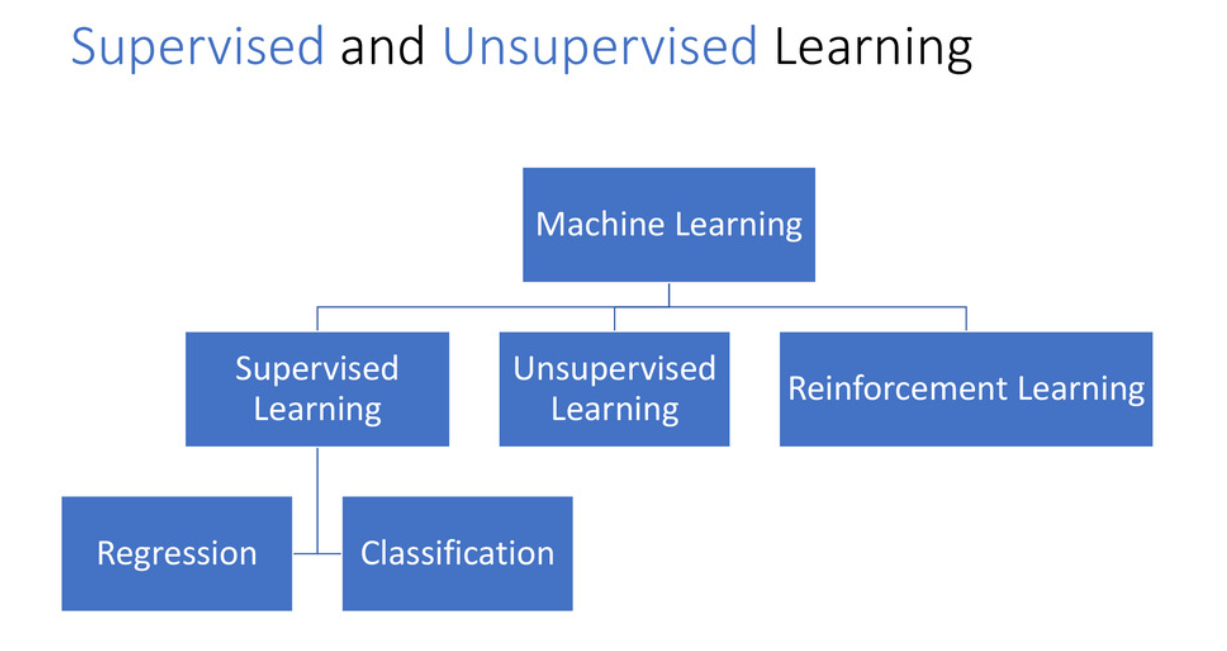 Supervised and Unsupervised Learning
Machine Learning
Supervised
Learning
Unsupervised
Learning
Reinforcement Learning
Regression
Classification